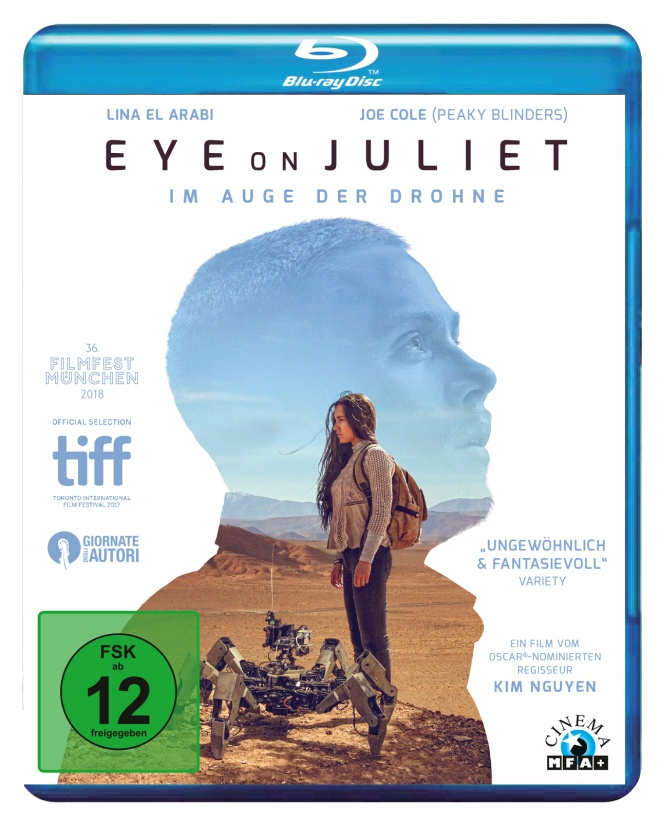 Blu-ray Disc™
LINA EL ARABI
JOE COLE (PEAKY BLINDERS)
EYE ON JULIET
IM AUGE DER DROHNE
36.
FILMFEST
MÜNCHEN
2018
OFFICIAL SELECTION
tiff
TORONTO INTERNATIONAL
FILM FESTIVAL 2017
GIORNATE
DEGLI AUTORI
„UNGEWÖHNLICH
& FANTASIEVOLL“
VARIETY
EIN FILM VOM
OSCAR®-NOMINIERTEN
REGISSEUR
KIM NGUYEN
FSK
ab
12
freigegeben
CINEMA
MFA+